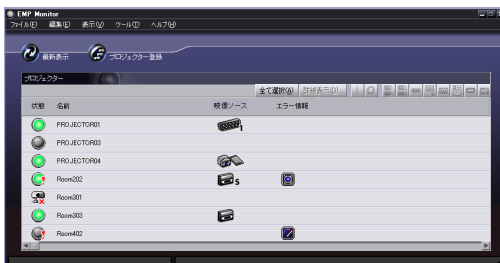 EMP Monitor
ファイル(F) 編集(E) 表示(V) ツール(T) ヘルプ(H)
最新表示 プロジェクター登録
プロジェクター
全て選択(A) 詳細表示(D)...
状態 名前 映像ソース エラー情報
PROJECTOR01 1
PROJECTOR03
PROJECTOR04
Room202 S
Room301
Room303
Room402